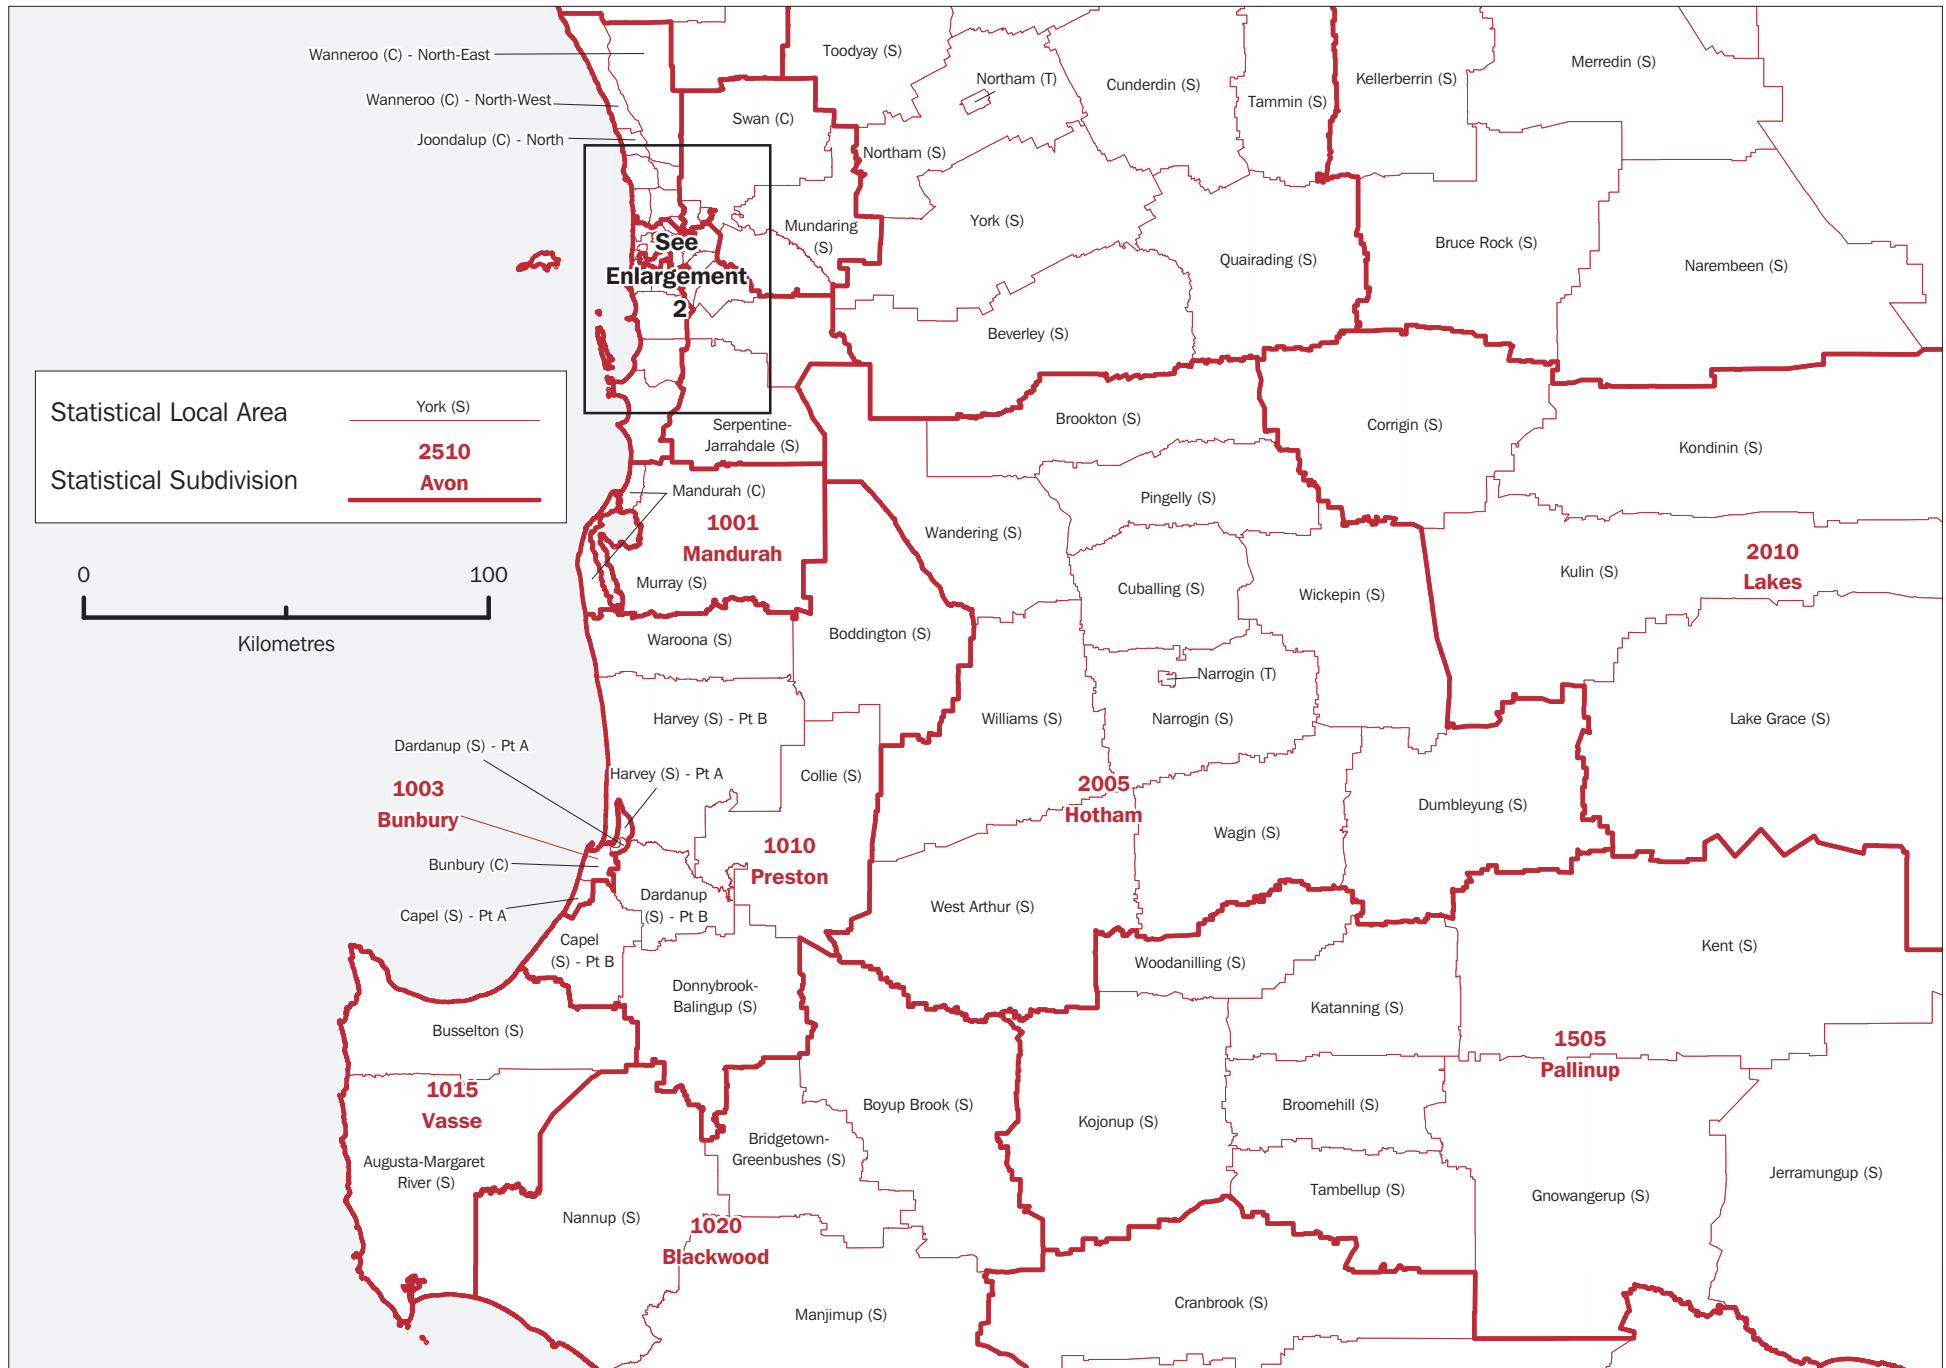 Wanneroo (C) - North-East
Toodyay (S)
Northam (T)
Cunderdin (S)
Kellerberrin (S)
Merredin (S)
Wanneroo (C) - North-West
Tammin (S)
Swan (C)
Joondalup (C) - North
Northam (S)
Mundaring
(S)
York (S)
See
Enlargement
2
Quairading (S)
Bruce Rock (S)
Narembeen (S)
Beverley (S)
Statistical Local Area
York (S)
2510
Statistical Subdivision
Avon
Serpentine-
Jarrahdale (S)
Brookton (S)
Corrigin (S)
Kondinin (S)
Mandurah (C)
1001
Mandurah
Pingelly (S)
Wandering (S)
0
100
Kilometres
Murray (S)
Cuballing (S)
Wickepin (S)
Kulin (S)
2010
Lakes
Waroona (S)
Boddington (S)
Narrogin (T)
Harvey (S) - Pt B
Williams (S)
Narrogin (S)
Lake Grace (S)
Dardanup (S) - Pt A
Harvey (S) - Pt A
Collie (S)
1003
Bunbury
2005
Hotham
Dumbleyung (S)
Wagin (S)
1010
Preston
Bunbury (C)
Dardanup
(S) - Pt B
Capel (S) - Pt A
West Arthur (S)
Capel
(S) - Pt B
Woodanilling (S)
Kent (S)
Donnybrook-
Balingup (S)
Katanning (S)
Busselton (S)
1505
Pallinup
1015
Vasse
Boyup Brook (S)
Kojonup (S)
Broomehill (S)
Bridgetown-
Greenbushes (S)
Augusta-Margaret
River (S)
Tambellup (S)
Gnowangerup (S)
Jerramungup (S)
Nannup (S)
1020
Blackwood
Manjimup (S)
Cranbrook (S)